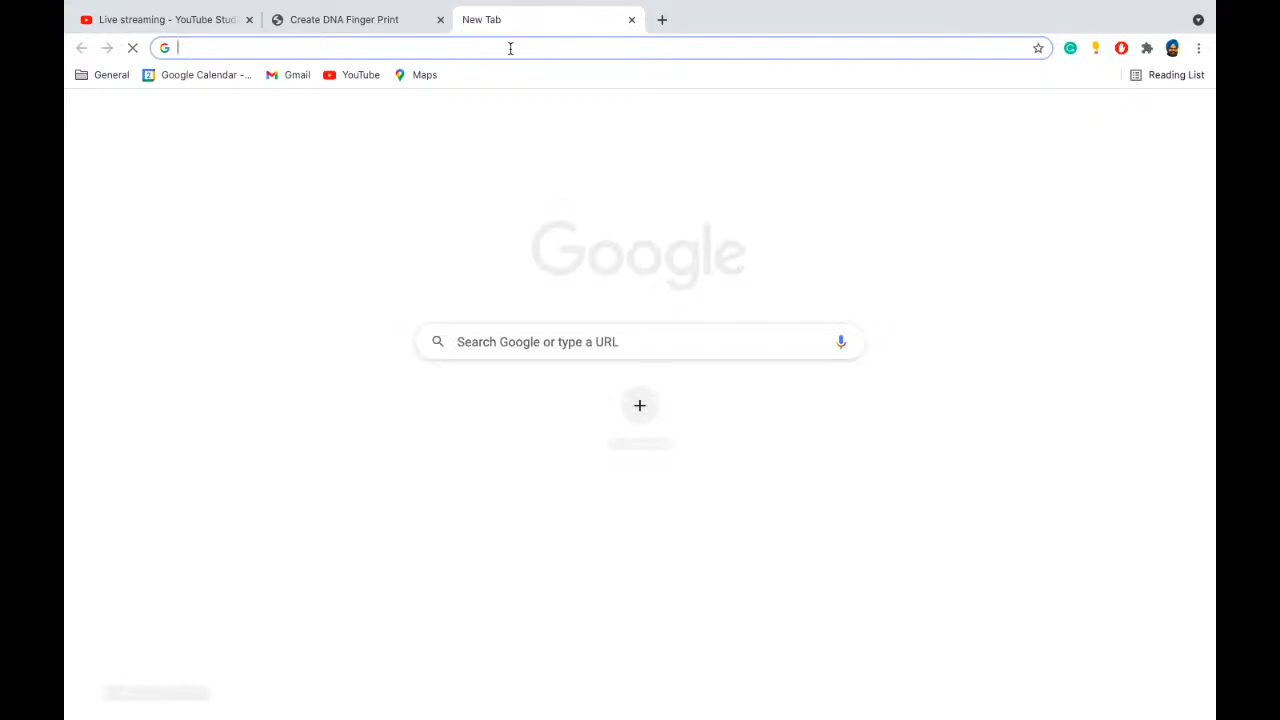 Live streaming - YouTube Stud
Create DNA Finger Print
New Tab
General
Google Calendar -...
Gmail
YouTube
Maps
Reading List
Google
Search Google or type a URL